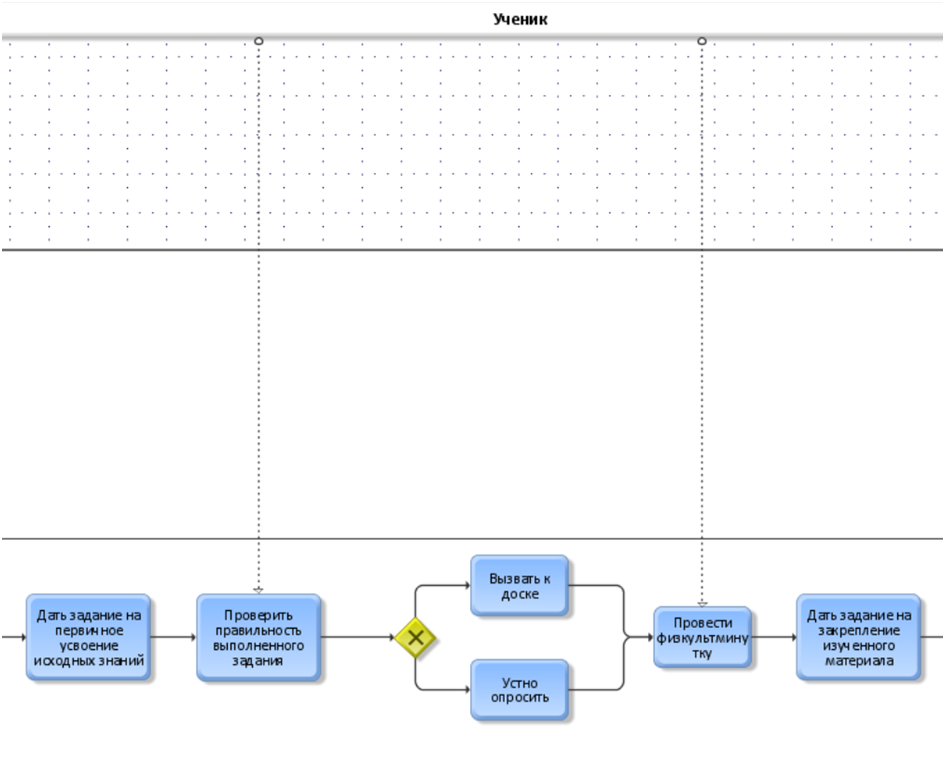 Ученик
Дать задание на
первичное
усвоение
исходных знаний
Проверить
правильность
выполненного
задания
Вызвать к
доске
Устно
опросить
Провести
физкультмину
тку
Дать задание на
закрепление
изученного
материала